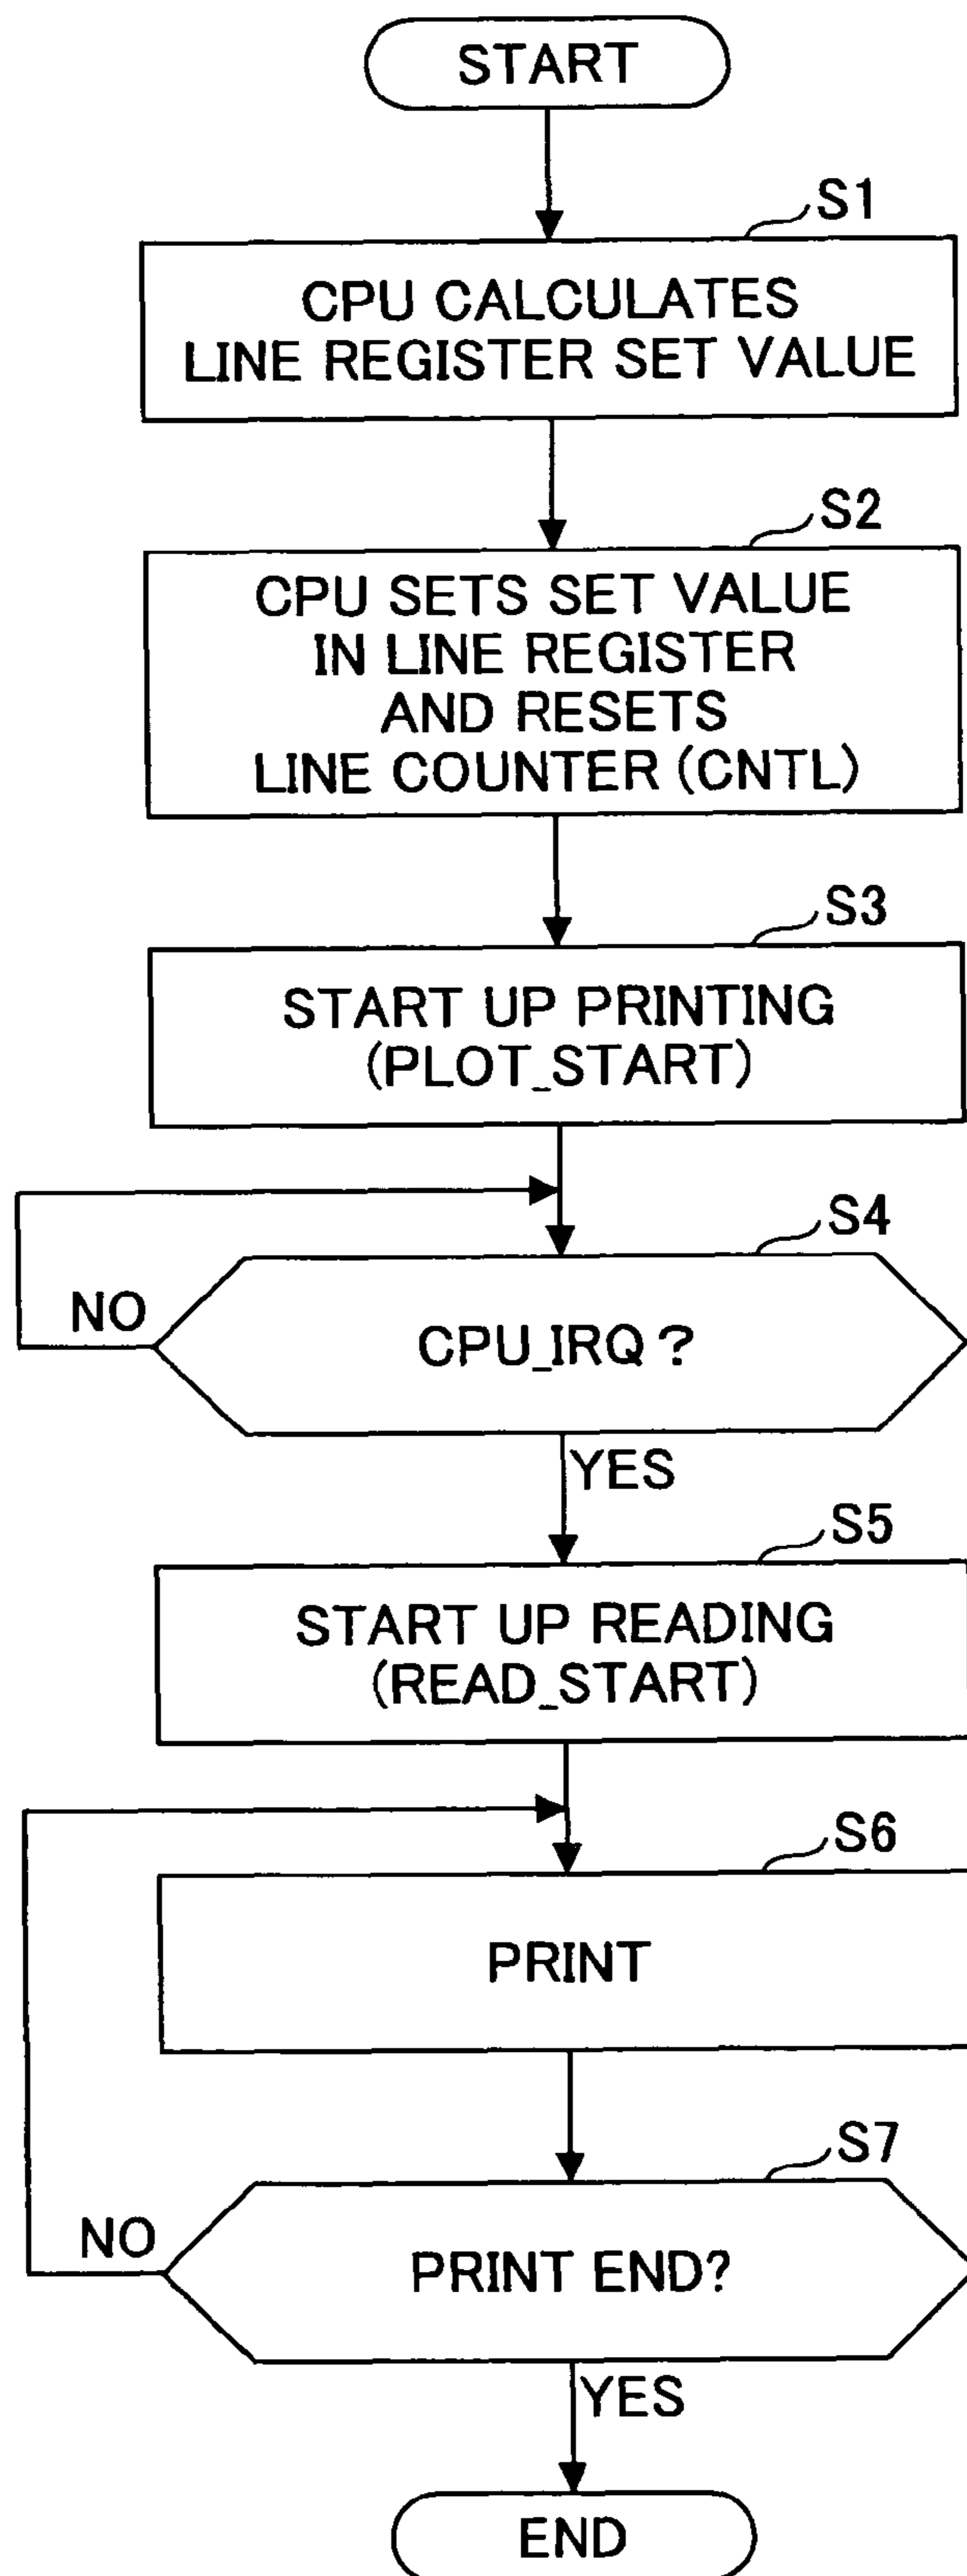 START
S1
CPU CALCULATES
LINE REGISTER SET VALUE
S2
CPU SETS SET VALUE
IN LINE REGISTER
AND RESETS
LINE COUNTER (CNTL)
S3
START UP PRINTING
(PLOT_START)
S4
NO
CPU_IRQ ?
YES
S5
START UP READING
(READ_START)
S6
PRINT
S7
NO
PRINT END?
YES
END